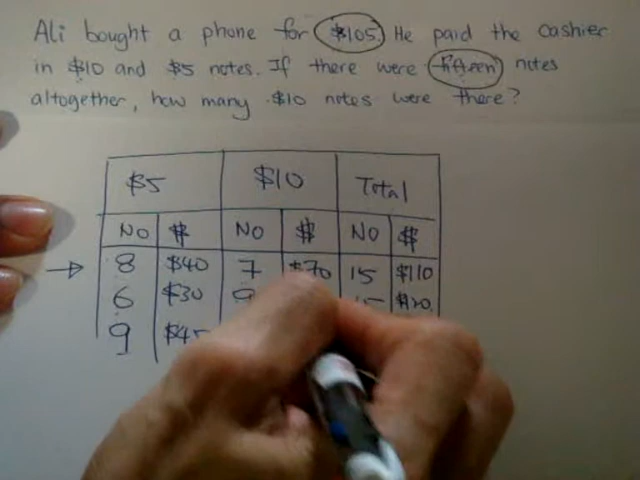 Ali bought a phone for $105. He paid the cashier
in $10 and $5 notes. If there were fifteen notes
altogether, how many $10 notes were there?
$5 $10 Total
NO $ NO $ NO $
8 $40 7 $70 15 $110
6 $30 9
9 $45